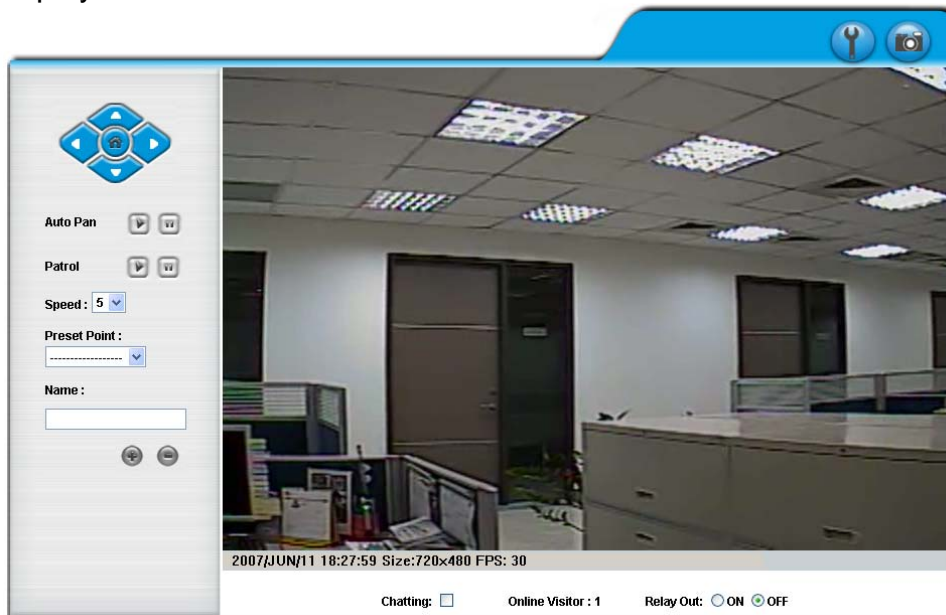 Auto Pan
Patrol
Speed : 5
Preset Point :
-----------------
Name :
2007/JUN/11 18:27:59 Size:720x480 FPS: 30
Chatting: Online Visitor : 1 Relay Out: ON OFF